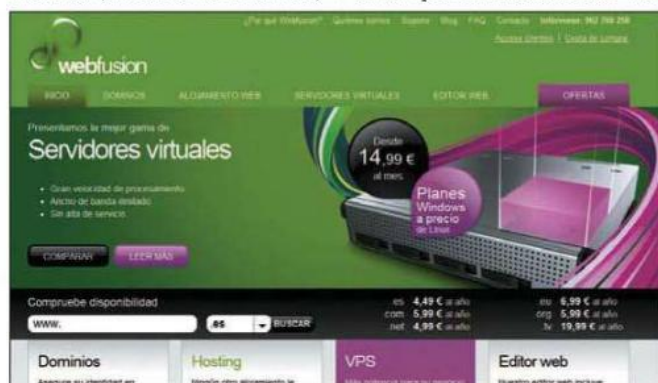 ¿Por qué Webfusion? Quiénes somos Soporte Blog FAQ Contacto
Acceso clientes | Cesta de compra
webfusion
INICIO DOMINIOS ALOJAMIENTO WEB SERVIDORES VIRTUALES EDITOR WEB OFERTAS
Presentamos la mejor gama de
Servidores virtuales
• Gran velocidad de procesamiento
• Ancho de banda ilimitado
• Sin alta de servicio
COMPARAR LEER MÁS
Desde
14,99 €
al mes
Planes
Windows
a precio
de Linux
Compruebe disponibilidad
www. .es BUSCAR
.es 4,49 € al año .eu 6,99 € al año
.com 5,99 € al año .org 5,99 € al año
.net 4,99 € al año .tv 19,99 € al año
Dominios Hosting VPS Editor web